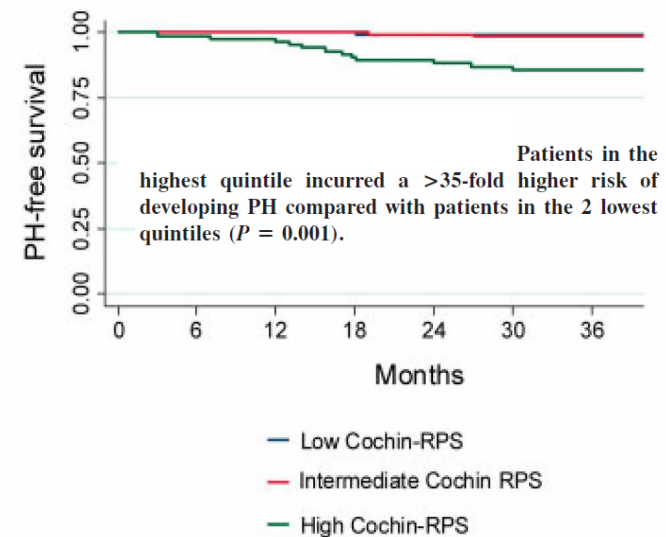 PH-free survival
1.00
0.75
0.50
0.25
0.00
Patients in the
highest quintile incurred a >35-fold higher risk of
developing PH compared with patients in the 2 lowest
quintiles (P = 0.001).
0 6 12 18 24 30 36
Months
Low Cochin-RPS
Intermediate Cochin RPS
High Cochin-RPS